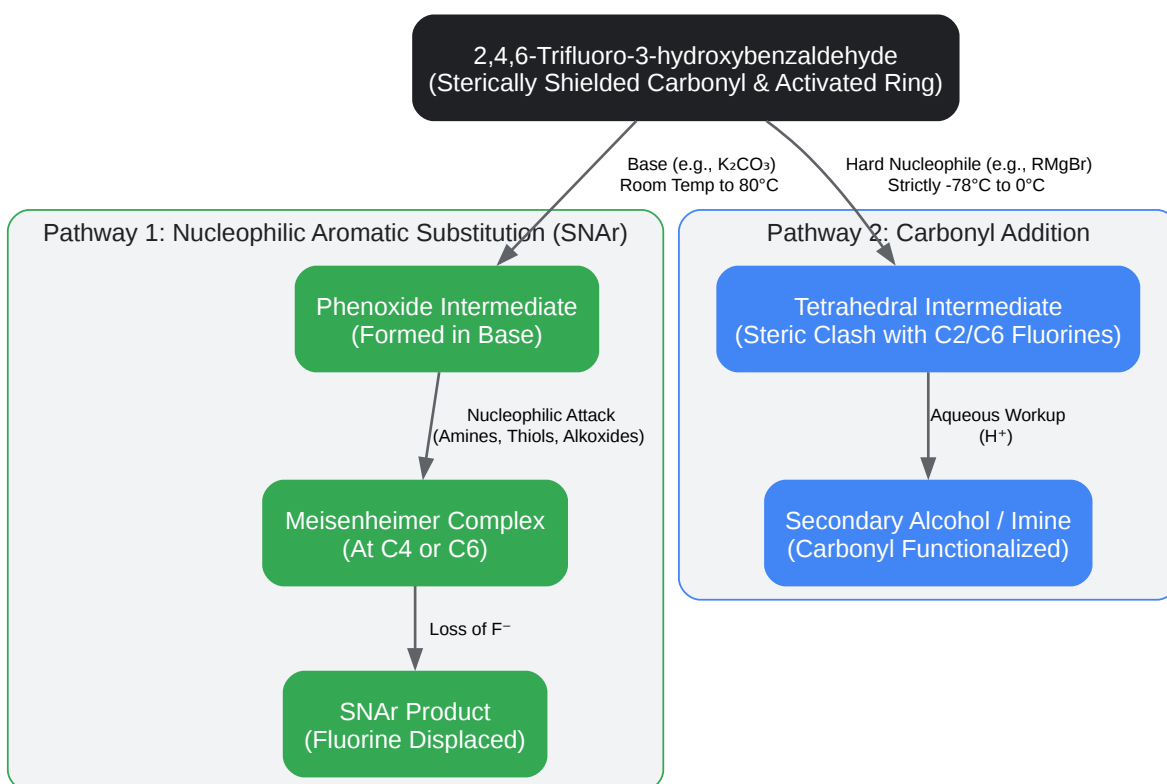 2,4,6-Trifluoro-3-hydroxybenzaldehyde
(Sterically Shielded Carbonyl & Activated Ring)
Base (e.g., K₂CO₃)
Room Temp to 80°C
Hard Nucleophile (e.g., RMgBr)
Strictly -78°C to 0°C
Pathway 1: Nucleophilic Aromatic Substitution (SNAr)
Phenoxide Intermediate
(Formed in Base)
Nucleophilic Attack
(Amines, Thiols, Alkoxides)
Meisenheimer Complex
(At C4 or C6)
Loss of F⁻
SNAr Product
(Fluorine Displaced)
Pathway 2: Carbonyl Addition
Tetrahedral Intermediate
(Steric Clash with C2/C6 Fluorines)
Aqueous Workup
(H⁺)
Secondary Alcohol / Imine
(Carbonyl Functionalized)